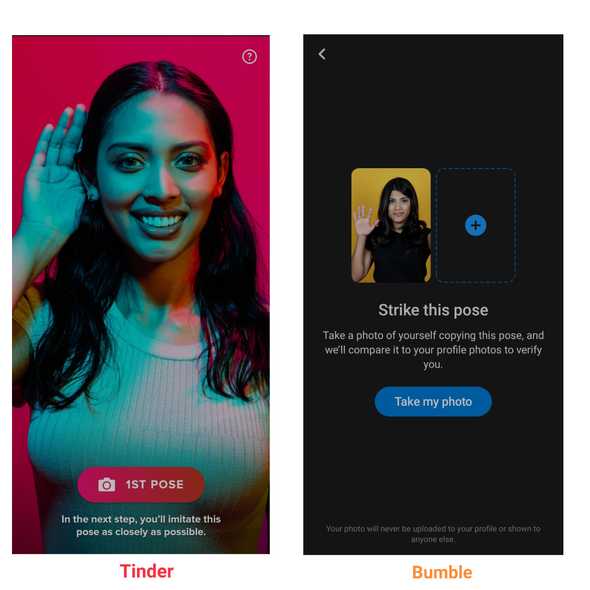 ?
1ST POSE
In the next step, you'll imitate this
pose as closely as possible.
Tinder
Strike this pose
Take a photo of yourself copying this pose, and
we'll compare it to your profile photos to verify
you.
Take my photo
Your photo will never be uploaded to your profile or shown to
anyone else.
Bumble